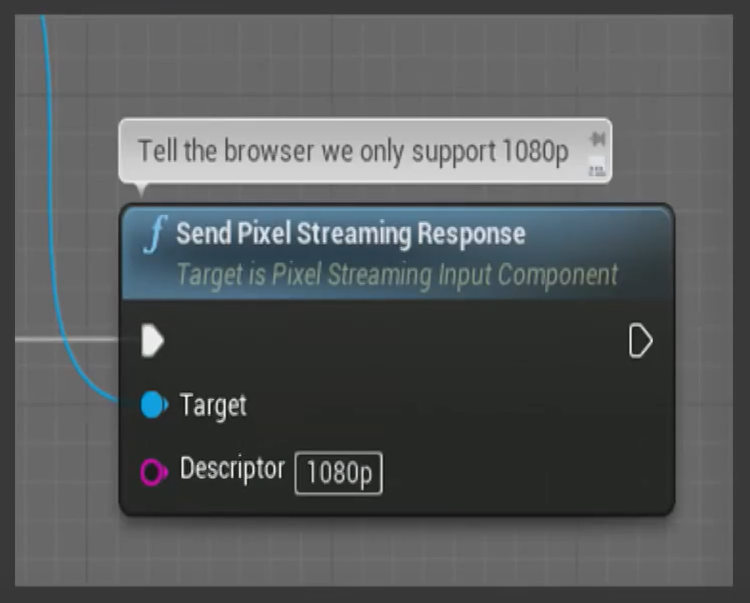 Tell the browser we only support 1080p
f Send Pixel Streaming Response
Target is Pixel Streaming Input Component
Target
Descriptor 1080p